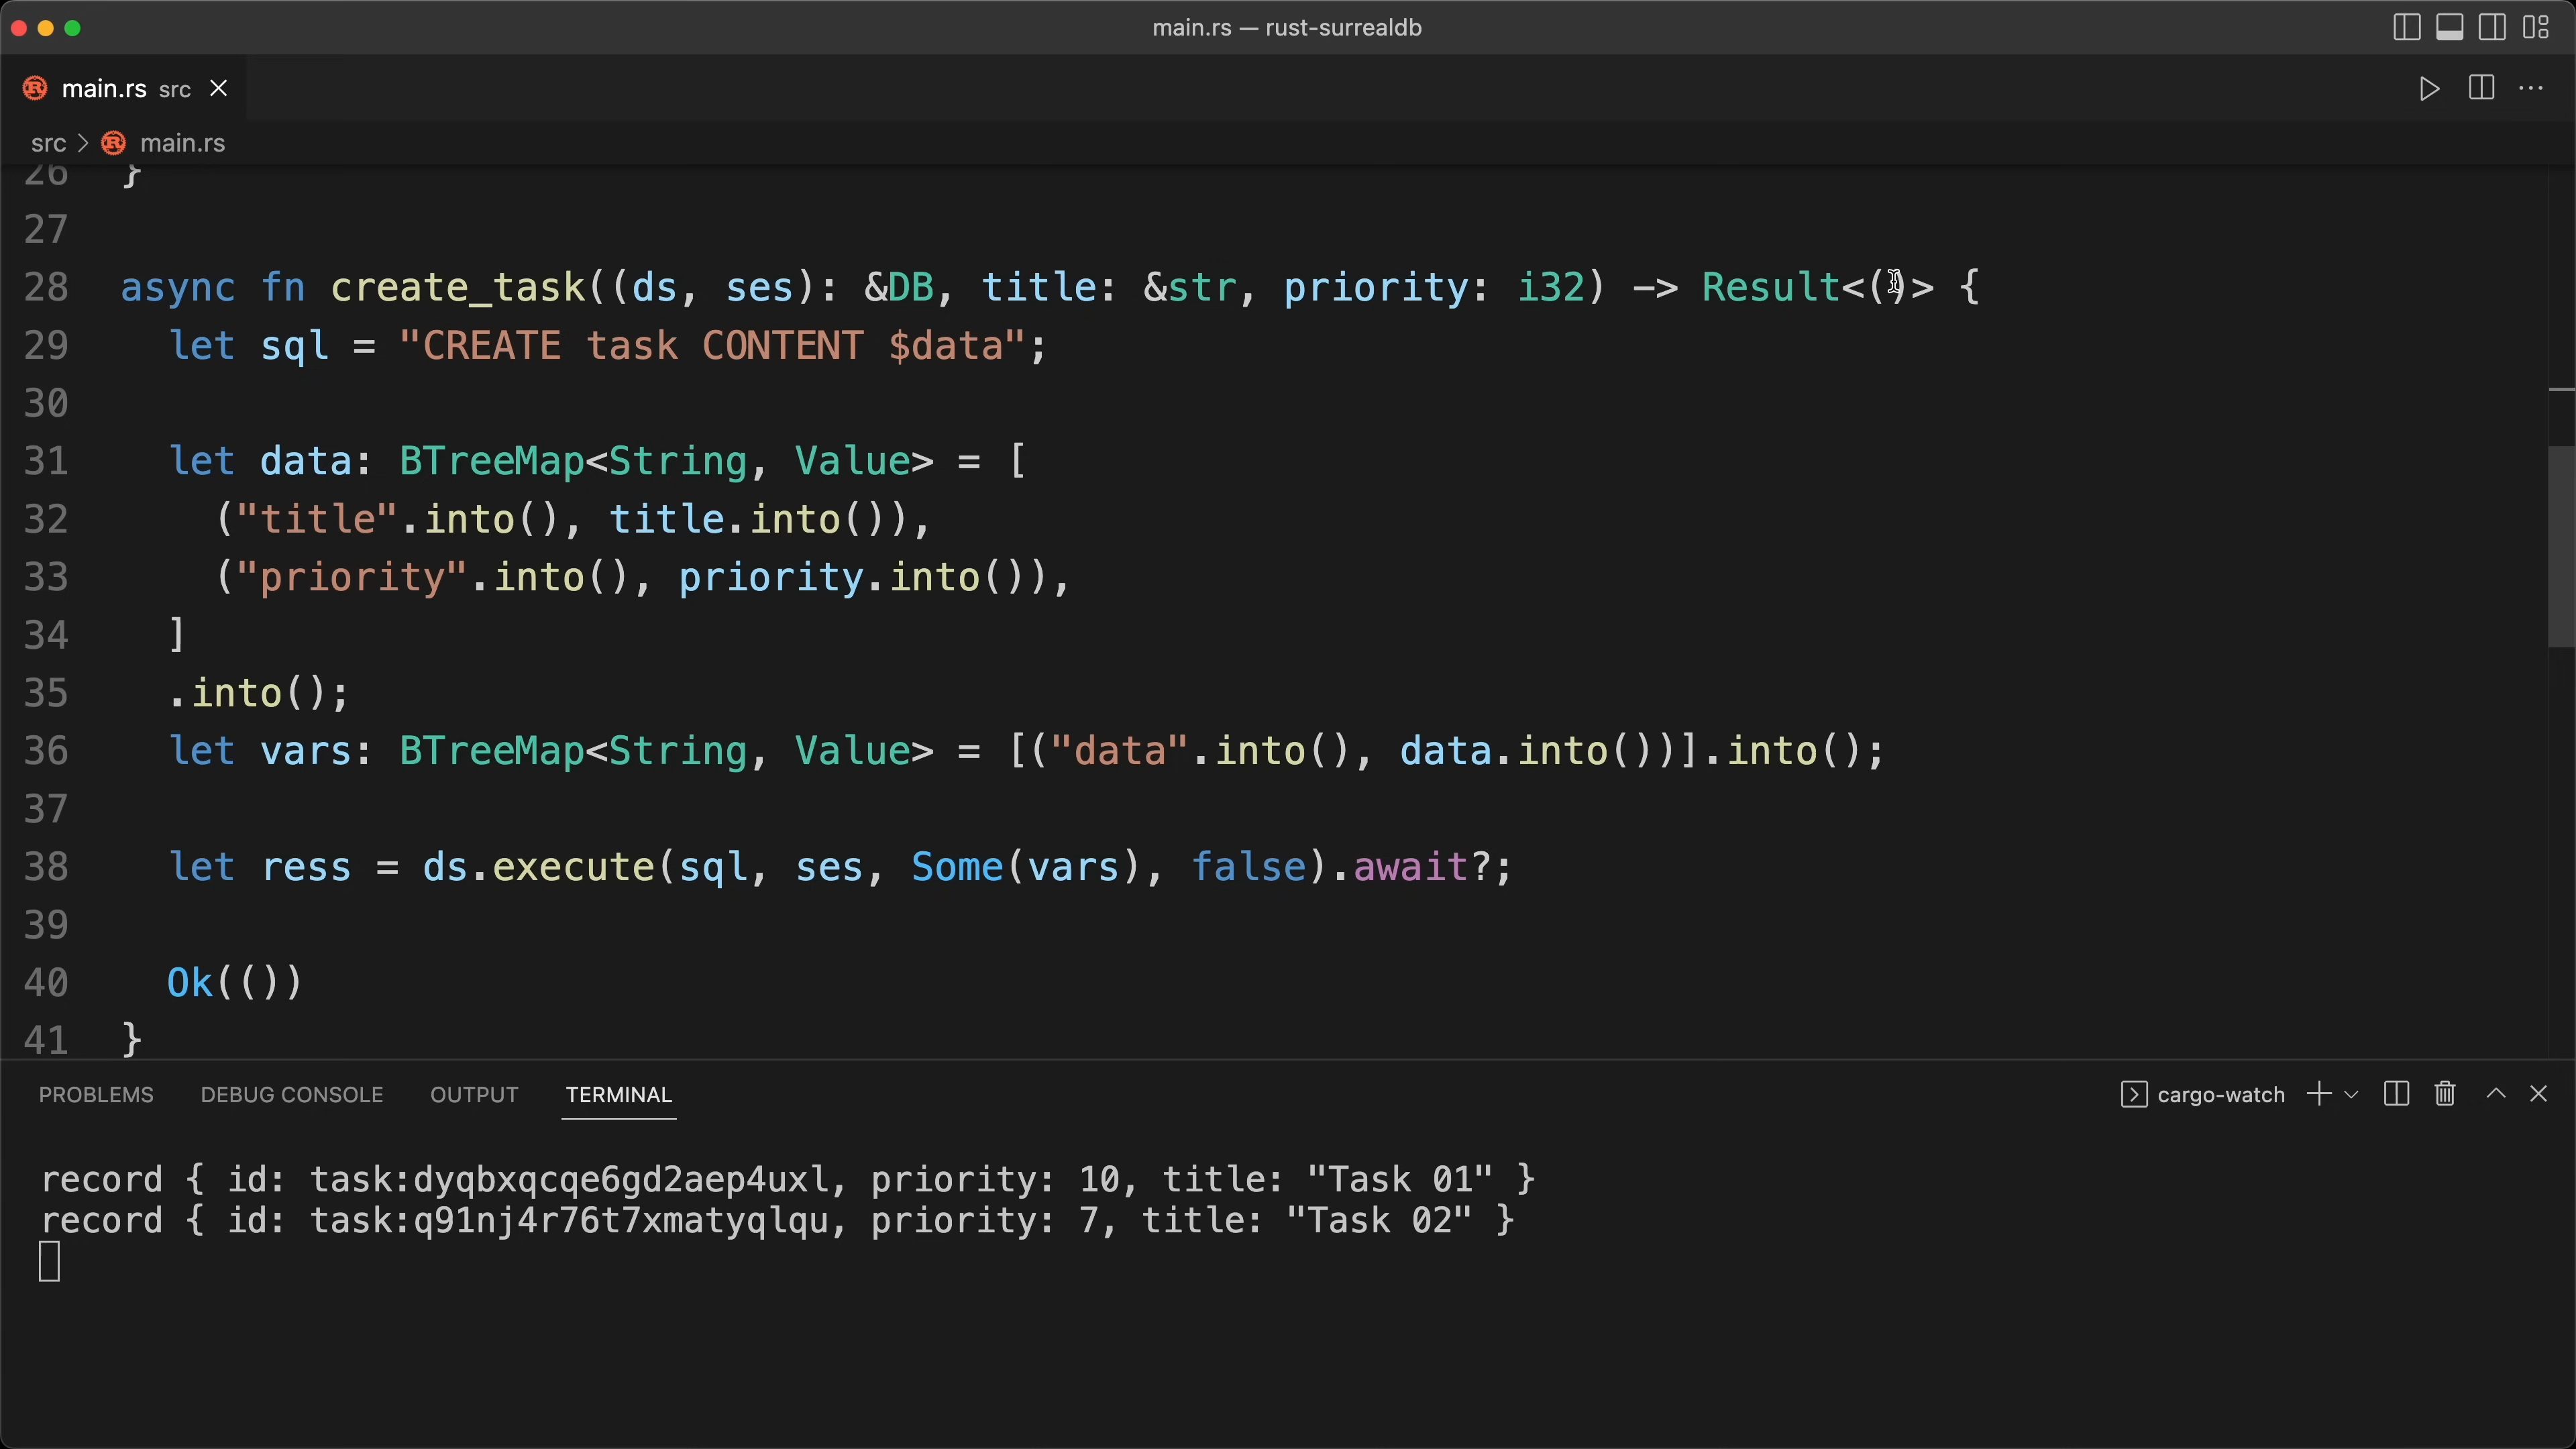 main.rs — rust-surrealdb
main.rs src
src > main.rs
26 }
27
28 async fn create_task((ds, ses): &DB, title: &str, priority: i32) -> Result<()> {
29   let sql = "CREATE task CONTENT $data";
30
31   let data: BTreeMap<String, Value> = [
32     ("title".into(), title.into()),
33     ("priority".into(), priority.into()),
34   ]
35   .into();
36   let vars: BTreeMap<String, Value> = [("data".into(), data.into())].into();
37
38   let ress = ds.execute(sql, ses, Some(vars), false).await?;
39
40   Ok(())
41 }
PROBLEMS DEBUG CONSOLE OUTPUT TERMINAL cargo-watch
record { id: task:dyqbxqcqe6gd2aep4uxl, priority: 10, title: "Task 01" }
record { id: task:q91nj4r76t7xmatyqlqu, priority: 7, title: "Task 02" }